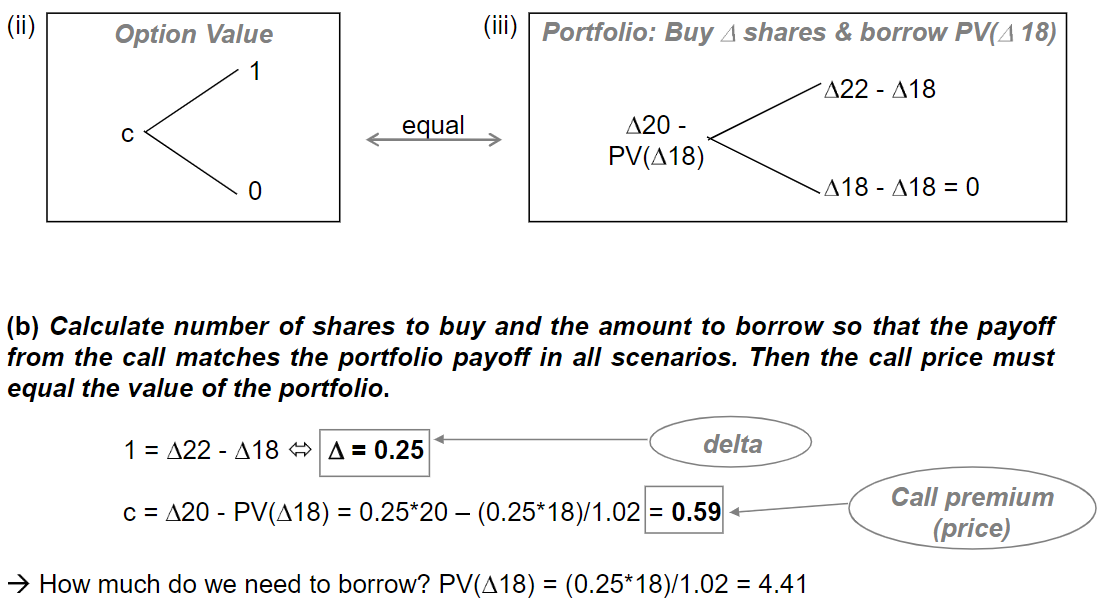 (ii)
Option Value
1
c
0
equal
(iii)
Portfolio: Buy Δ shares & borrow PV(Δ 18)
Δ22 - Δ18
Δ20 -
PV(Δ18)
Δ18 - Δ18 = 0
(b) Calculate number of shares to buy and the amount to borrow so that the payoff
from the call matches the portfolio payoff in all scenarios. Then the call price must
equal the value of the portfolio.
1 = Δ22 - Δ18 ⇔ Δ = 0.25
delta
c = Δ20 - PV(Δ18) = 0.25*20 – (0.25*18)/1.02 = 0.59
Call premium
(price)
→ How much do we need to borrow? PV(Δ18) = (0.25*18)/1.02 = 4.41